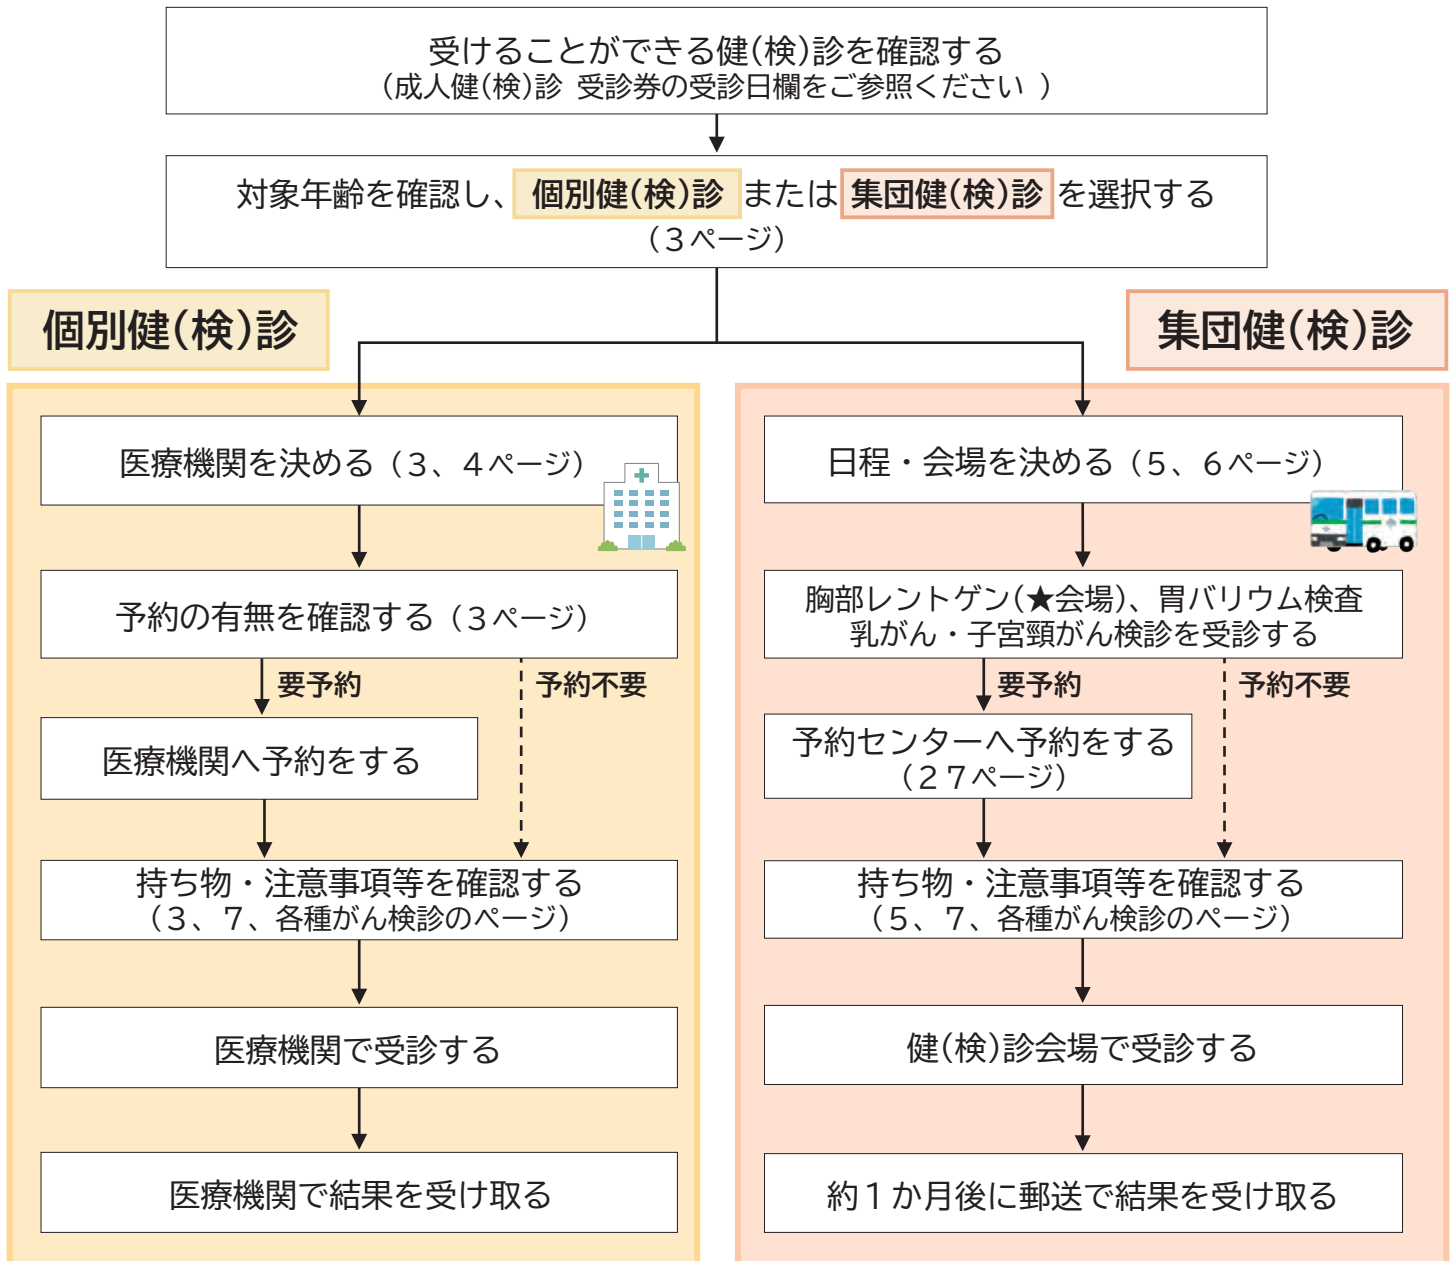 受けることができる健(検)診を確認する
(成人健(検)診 受診券の受診日欄をご参照ください )
対象年齢を確認し、 個別健(検)診 または 集団健(検)診 を選択する
(3ページ)
個別健(検)診
医療機関を決める (3、4ページ)
予約の有無を確認する (3ページ)
要予約
予約不要
医療機関へ予約をする
持ち物・注意事項等を確認する
(3、7、各種がん検診のページ)
医療機関で受診する
医療機関で結果を受け取る
集団健(検)診
日程・会場を決める (5、6ページ)
胸部レントゲン(★会場)、胃バリウム検査
乳がん・子宮頸がん検診を受診する
要予約
予約不要
予約センターへ予約をする
(27ページ)
持ち物・注意事項等を確認する
(5、7、各種がん検診のページ)
健(検)診会場で受診する
約1か月後に郵送で結果を受け取る